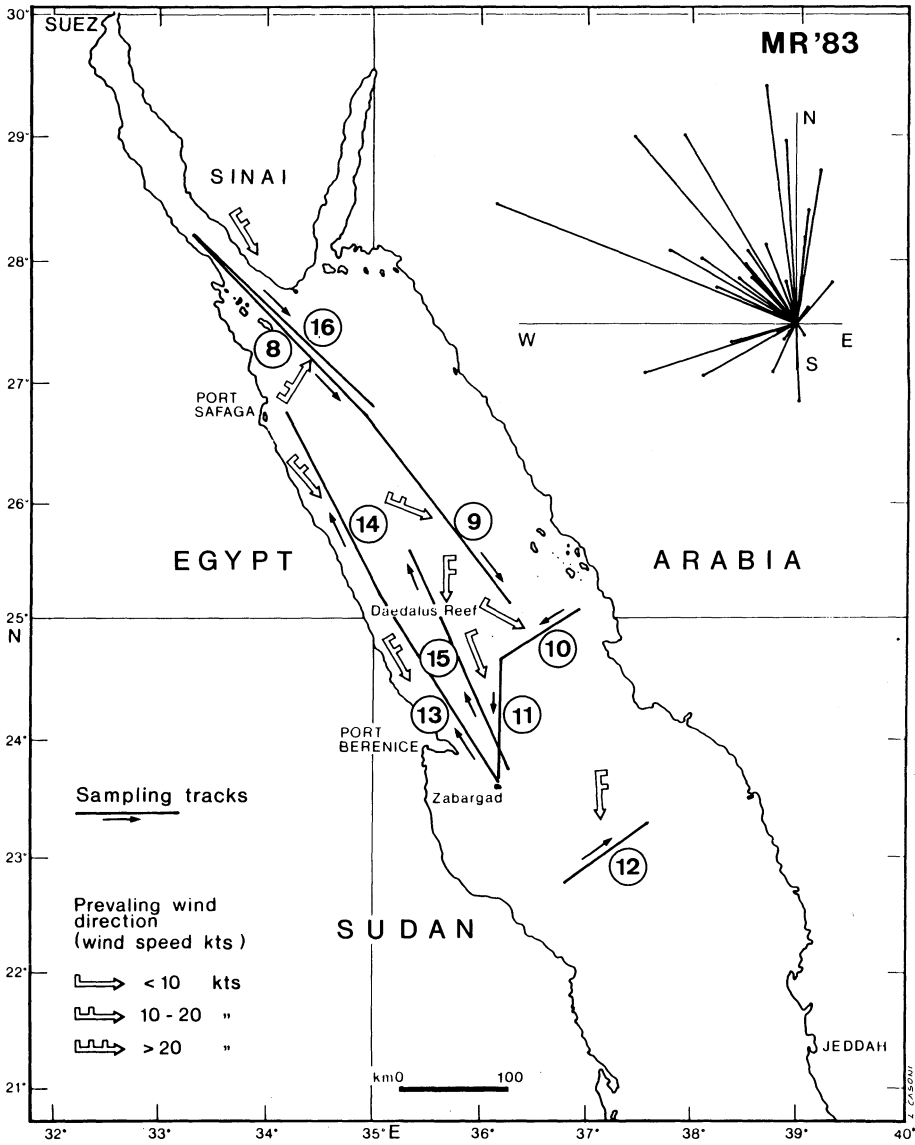 MR'83
30°
SUEZ
N
29°
SINAI
28°
W
E
S
16
8
27°
PORT
SAFAGA
26°
14
9
EGYPT
ARABIA
Daedalus Reef
25°
N
15
10
13
11
PORT
BERENICE
24°
Zabargad
Sampling tracks
23°
12
Prevaling wind
direction
(wind speed kts)
SUDAN
< 10 kts
22°
10 - 20 "
> 20 "
JEDDAH
km0 100
21°
L CASONI
32° 33° 34° 35° E 36° 37° 38° 39° 40°